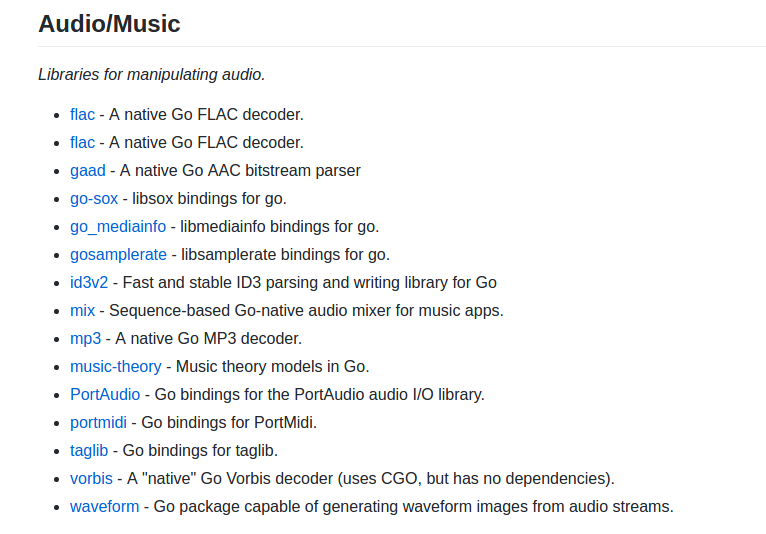 Audio/Music
Libraries for manipulating audio.
flac - A native Go FLAC decoder.
flac - A native Go FLAC decoder.
gaad - A native Go AAC bitstream parser
go-sox - libsox bindings for go.
go_mediainfo - libmediainfo bindings for go.
gosamplerate - libsamplerate bindings for go.
id3v2 - Fast and stable ID3 parsing and writing library for Go
mix - Sequence-based Go-native audio mixer for music apps.
mp3 - A native Go MP3 decoder.
music-theory - Music theory models in Go.
PortAudio - Go bindings for the PortAudio audio I/O library.
portmidi - Go bindings for PortMidi.
taglib - Go bindings for taglib.
vorbis - A "native" Go Vorbis decoder (uses CGO, but has no dependencies).
waveform - Go package capable of generating waveform images from audio streams.